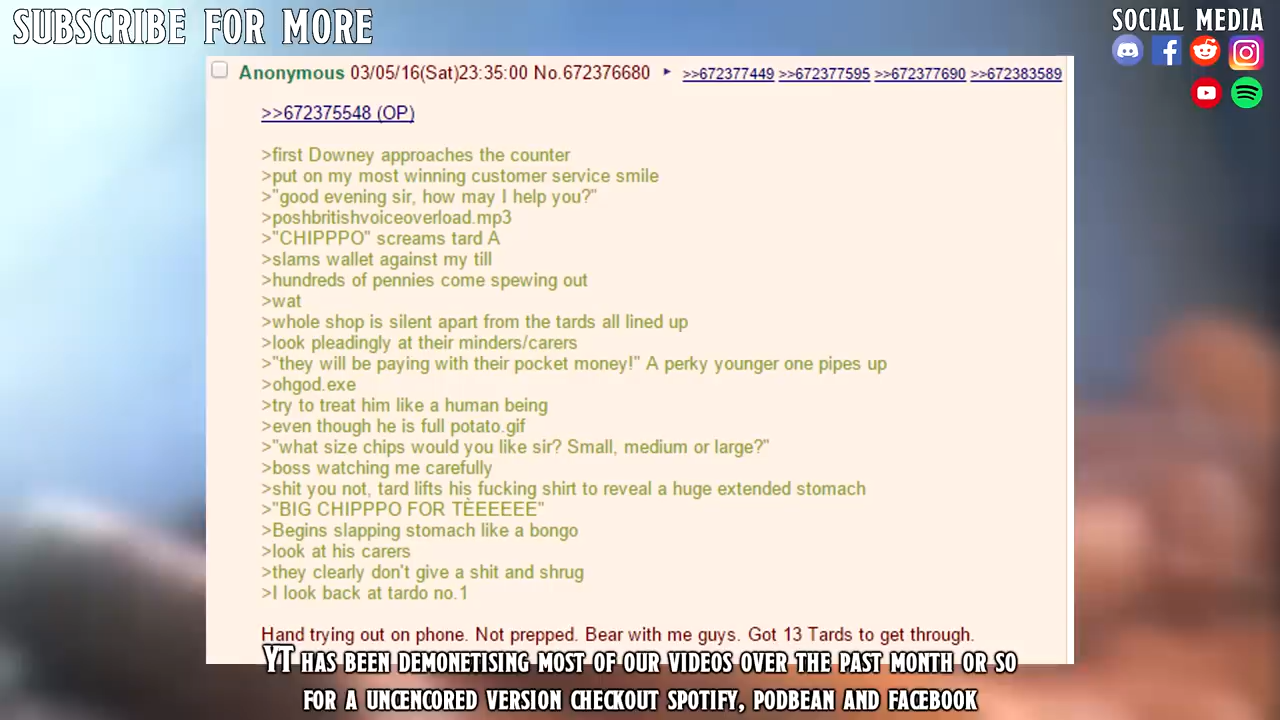 SUBSCRIBE FOR MORE
SOCIAL MEDIA
Anonymous 03/05/16(Sat)23:35:00 No.672376680 ▸ >>672377449 >>672377595 >>672377690 >>672383589
>>672375548 (OP)
>first Downey approaches the counter
>put on my most winning customer service smile
>"good evening sir, how may I help you?"
>poshbritishvoiceoverload.mp3
>"CHIPPPO" screams tard A
>slams wallet against my till
>hundreds of pennies come spewing out
>wat
>whole shop is silent apart from the tards all lined up
>look pleadingly at their minders/carers
>"they will be paying with their pocket money!" A perky younger one pipes up
>ohgod.exe
>try to treat him like a human being
>even though he is full potato.gif
>"what size chips would you like sir? Small, medium or large?"
>boss watching me carefully
>shit you not, tard lifts his fucking shirt to reveal a huge extended stomach
>"BIG CHIPPPO FOR TÈEEEEE"
>Begins slapping stomach like a bongo
>look at his carers
>they clearly don't give a shit and shrug
>I look back at tardo no.1
Hand trying out on phone. Not prepped. Bear with me guys. Got 13 Tards to get through.
YT HAS BEEN DEMONETISING MOST OF OUR VIDEOS OVER THE PAST MONTH OR SO
FOR A UNCENCORED VERSION CHECKOUT SPOTIFY, PODBEAN AND FACEBOOK